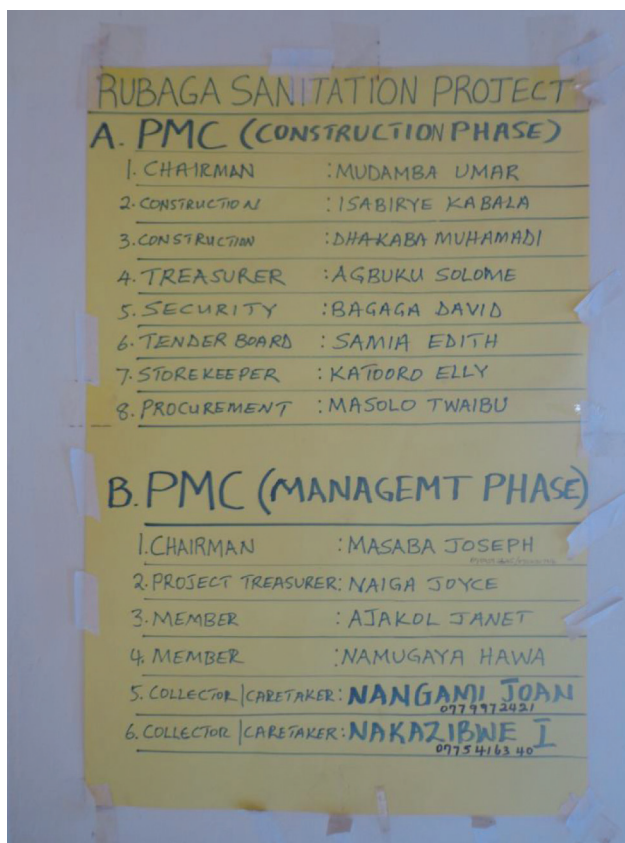 RUBAGA SANITATION PROJECT
A. PMC (CONSTRUCTION PHASE)
1. CHAIRMAN : MUDAMBA UMAR
2. CONSTRUCTION : ISABIRYE KABALA
3. CONSTRUCTION : DHAKABA MUHAMADI
4. TREASURER : AGBUKU SOLOME
5. SECURITY : BAGAGA DAVID
6. TENDER BOARD : SAMIA EDITH
7. STOREKEEPER : KATOORO ELLY
8. PROCUREMENT : MASOLO TWAIBU
B. PMC (MANAGEMT PHASE)
1. CHAIRMAN : MASABA JOSEPH
2. PROJECT TREASURER: NAIGA JOYCE
3. MEMBER : AJAKOL JANET
4. MEMBER : NAMUGAYA HAWA
5. COLLECTOR | CARETAKER: NANGAMI JOAN
0779972421
6. COLLECTOR | CARETAKER: NAKAZIBWE I
0775416340